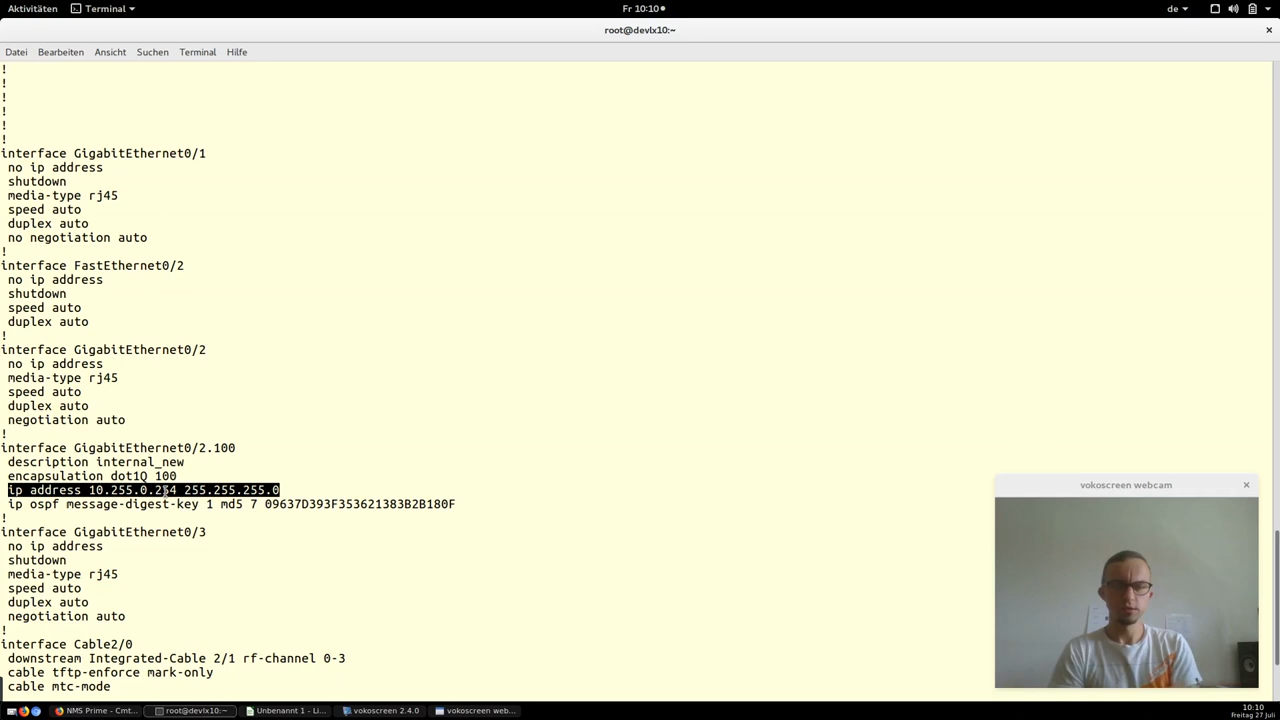 Aktivitäten Terminal Fr 10:10 de
root@devlx10:~
Datei Bearbeiten Ansicht Suchen Terminal Hilfe
!
!
!
!
!
!
interface GigabitEthernet0/1
no ip address
shutdown
media-type rj45
speed auto
duplex auto
no negotiation auto
!
interface FastEthernet0/2
no ip address
shutdown
speed auto
duplex auto
!
interface GigabitEthernet0/2
no ip address
media-type rj45
speed auto
duplex auto
negotiation auto
!
interface GigabitEthernet0/2.100
description internal_new
encapsulation dot1Q 100
ip address 10.255.0.254 255.255.255.0
ip ospf message-digest-key 1 md5 7 09637D393F353621383B2B180F
!
interface GigabitEthernet0/3
no ip address
shutdown
media-type rj45
speed auto
duplex auto
negotiation auto
!
interface Cable2/0
downstream Integrated-Cable 2/1 rf-channel 0-3
cable tftp-enforce mark-only
cable mtc-mode
vokoscreen webcam
NMS Prime - Cmt... root@devlx10:~ Unbenannt 1 - Li... vokoscreen 2.4.0 vokoscreen web...
10:10
Freitag 27 Juli